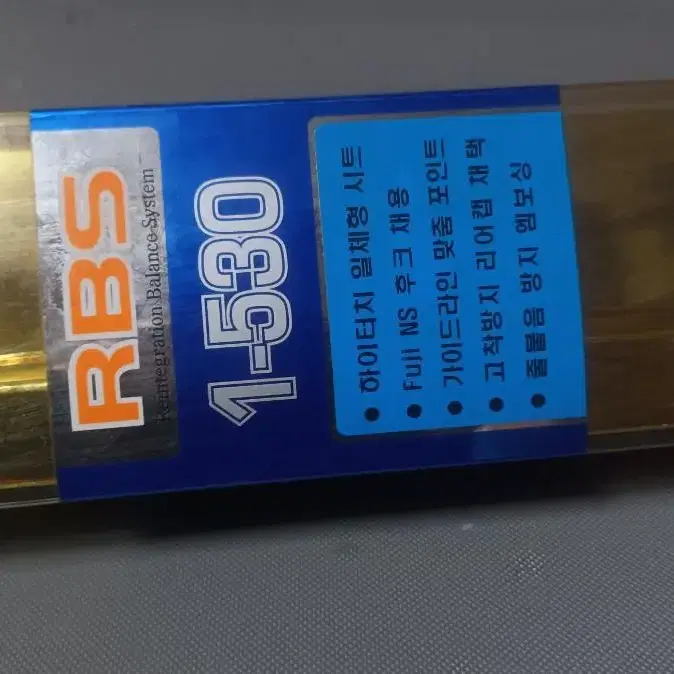 RBS
Reintegration Balance System
1-530
● 하이터치 일체형 시트
● Fuji NS 후크 채용
● 가이드라인 맞춤 포인트
● 고착방지 리어캡 채택
● 줄물음 방지 엠보싱